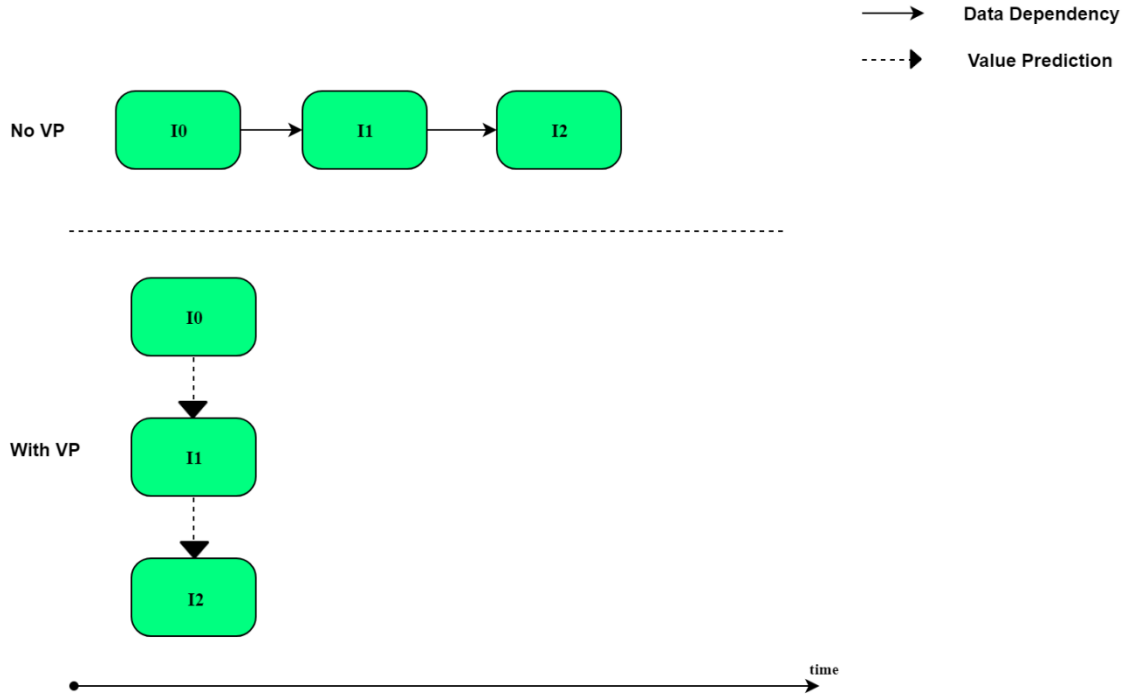 Data Dependency
Value Prediction
No VP
I0
I1
I2
I0
With VP
I1
I2
time